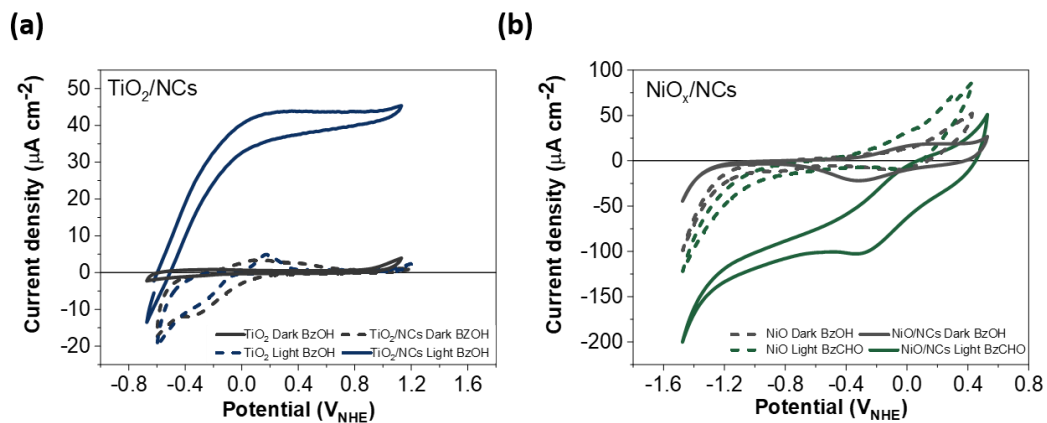 (a)
TiO₂/NCs
Current density (μA cm⁻²)
50
40
30
20
10
0
-10
-20
TiO₂ Dark BzOH
TiO₂/NCs Dark BZOH
TiO₂ Light BzOH
TiO₂/NCs Light BzOH
-0.8 -0.4 0.0 0.4 0.8 1.2 1.6
Potential (V_NHE)
(b)
NiOₓ/NCs
Current density (μA cm⁻²)
100
50
0
-50
-100
-150
-200
NiO Dark BzOH
NiO/NCs Dark BzOH
NiO Light BzCHO
NiO/NCs Light BzCHO
-1.6 -1.2 -0.8 -0.4 0.0 0.4 0.8
Potential (V_NHE)